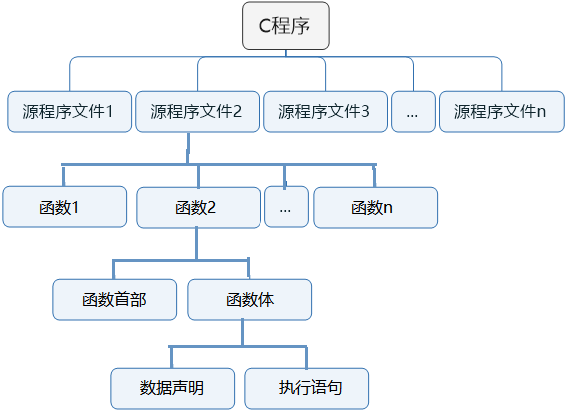 C程序
源程序文件1
源程序文件2
源程序文件3
...
源程序文件n
函数1
函数2
...
函数n
函数首部
函数体
数据声明
执行语句